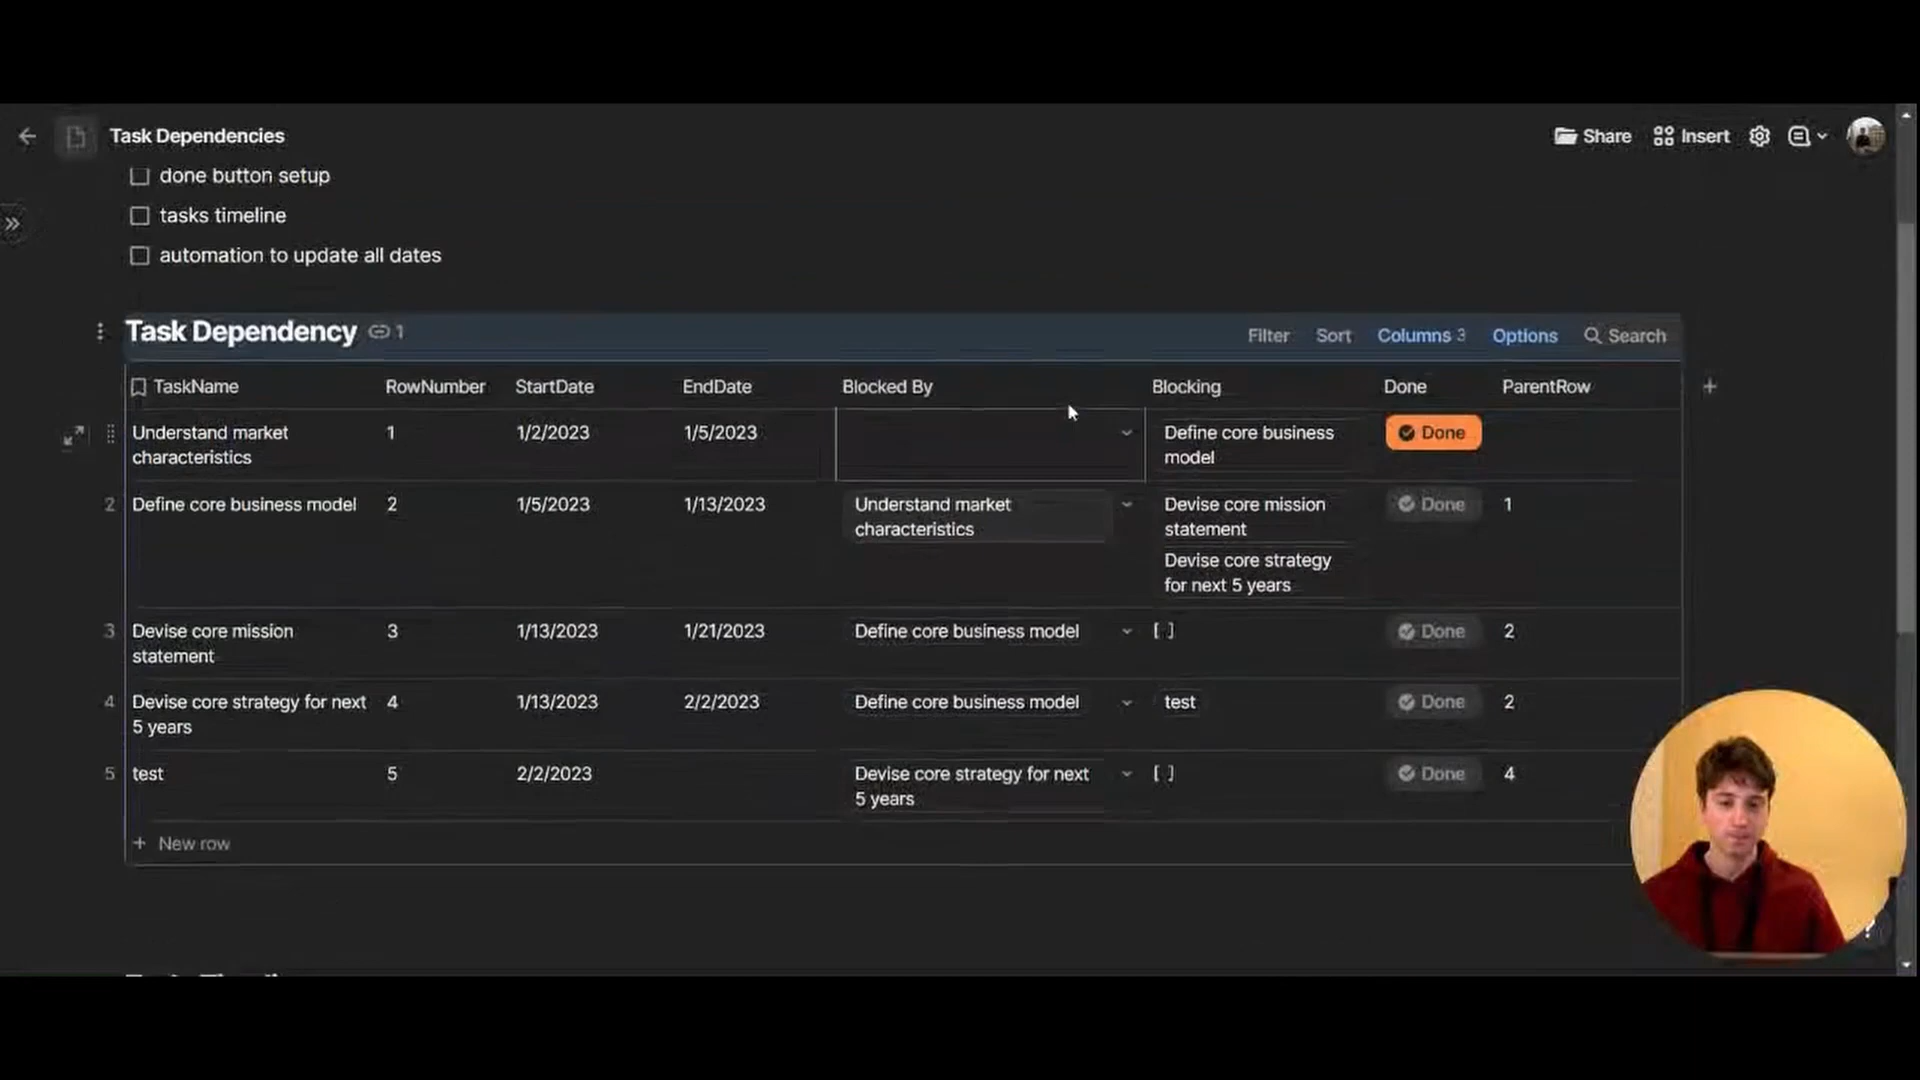 Task Dependencies
Share
Insert
done button setup
tasks timeline
automation to update all dates
Task Dependency
1
Filter
Sort
Columns 3
Options
Search
TaskName
RowNumber
StartDate
EndDate
Blocked By
Blocking
Done
ParentRow
Understand market
characteristics
1
1/2/2023
1/5/2023
Define core business
model
Done
2
Define core business model
2
1/5/2023
1/13/2023
Understand market
characteristics
Devise core mission
statement
Devise core strategy
for next 5 years
Done
1
3
Devise core mission
statement
3
1/13/2023
1/21/2023
Define core business model
[ ]
Done
2
4
Devise core strategy for next
5 years
4
1/13/2023
2/2/2023
Define core business model
test
Done
2
5
test
5
2/2/2023
Devise core strategy for next
5 years
[ ]
Done
4
+ New row
?